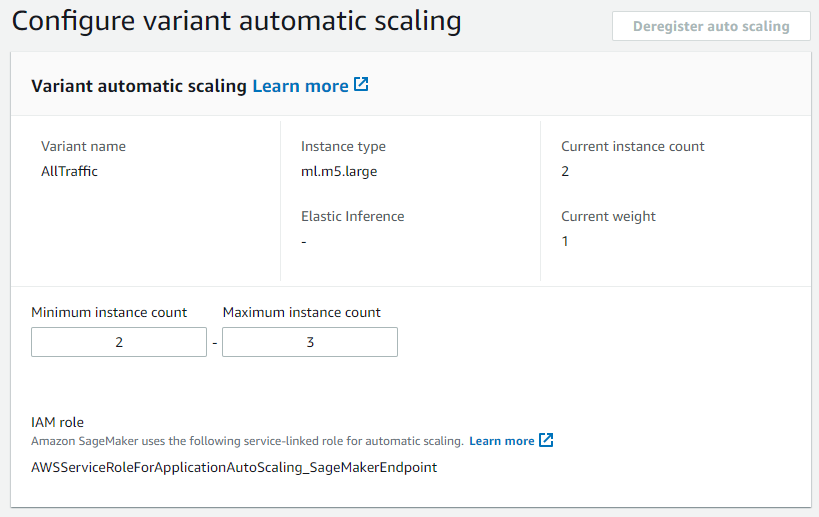 Configure variant automatic scaling
Deregister auto scaling
Variant automatic scaling Learn more
Variant name
AllTraffic
Instance type
ml.m5.large
Elastic Inference
-
Current instance count
2
Current weight
1
Minimum instance count
2
-
Maximum instance count
3
IAM role
Amazon SageMaker uses the following service-linked role for automatic scaling. Learn more
AWSServiceRoleForApplicationAutoScaling_SageMakerEndpoint